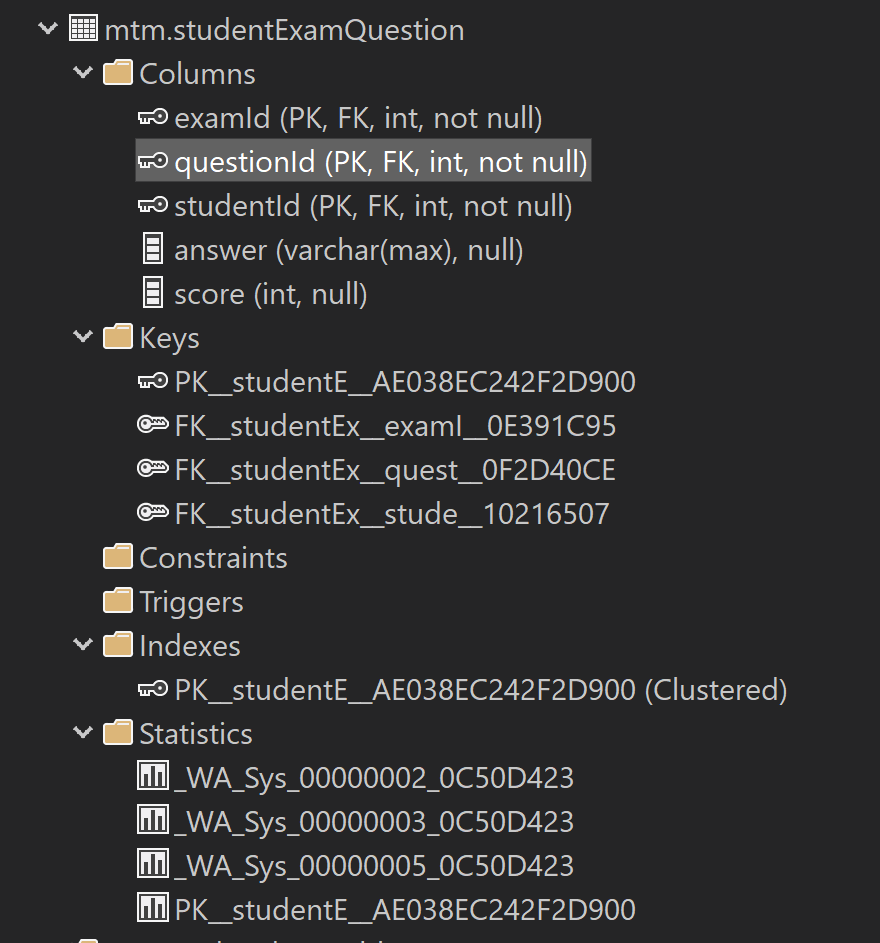 mtm.studentExamQuestion
Columns
examId (PK, FK, int, not null)
questionId (PK, FK, int, not null)
studentId (PK, FK, int, not null)
answer (varchar(max), null)
score (int, null)
Keys
PK__studentE__AE038EC242F2D900
FK__studentEx__examI__0E391C95
FK__studentEx__quest__0F2D40CE
FK__studentEx__stude__10216507
Constraints
Triggers
Indexes
PK__studentE__AE038EC242F2D900 (Clustered)
Statistics
_WA_Sys_00000002_0C50D423
_WA_Sys_00000003_0C50D423
_WA_Sys_00000005_0C50D423
PK__studentE__AE038EC242F2D900